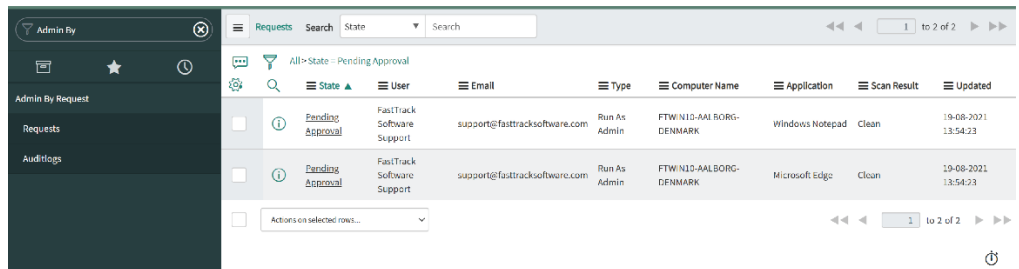 Admin By
Requests Search State Search 1 to 2 of 2
All > State = Pending Approval
State User Email Type Computer Name Application Scan Result Updated
Admin By Request
Requests
Auditlogs
Pending Approval FastTrack Software Support support@fasttracksoftware.com Run As Admin FTWIN10-AALBORG-DENMARK Windows Notepad Clean 19-08-2021 13:54:23
Pending Approval FastTrack Software Support support@fasttracksoftware.com Run As Admin FTWIN10-AALBORG-DENMARK Microsoft Edge Clean 19-08-2021 13:54:23
Actions on selected rows... 1 to 2 of 2